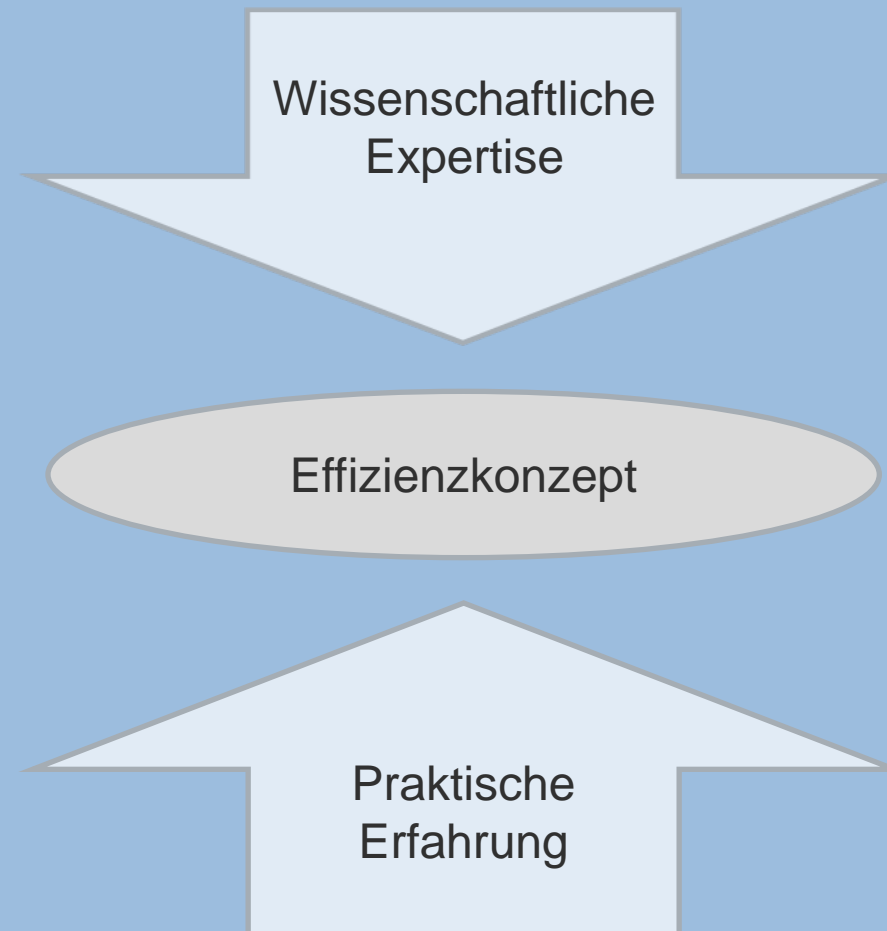 Wissenschaftliche
Expertise
Effizienzkonzept
Praktische
Erfahrung